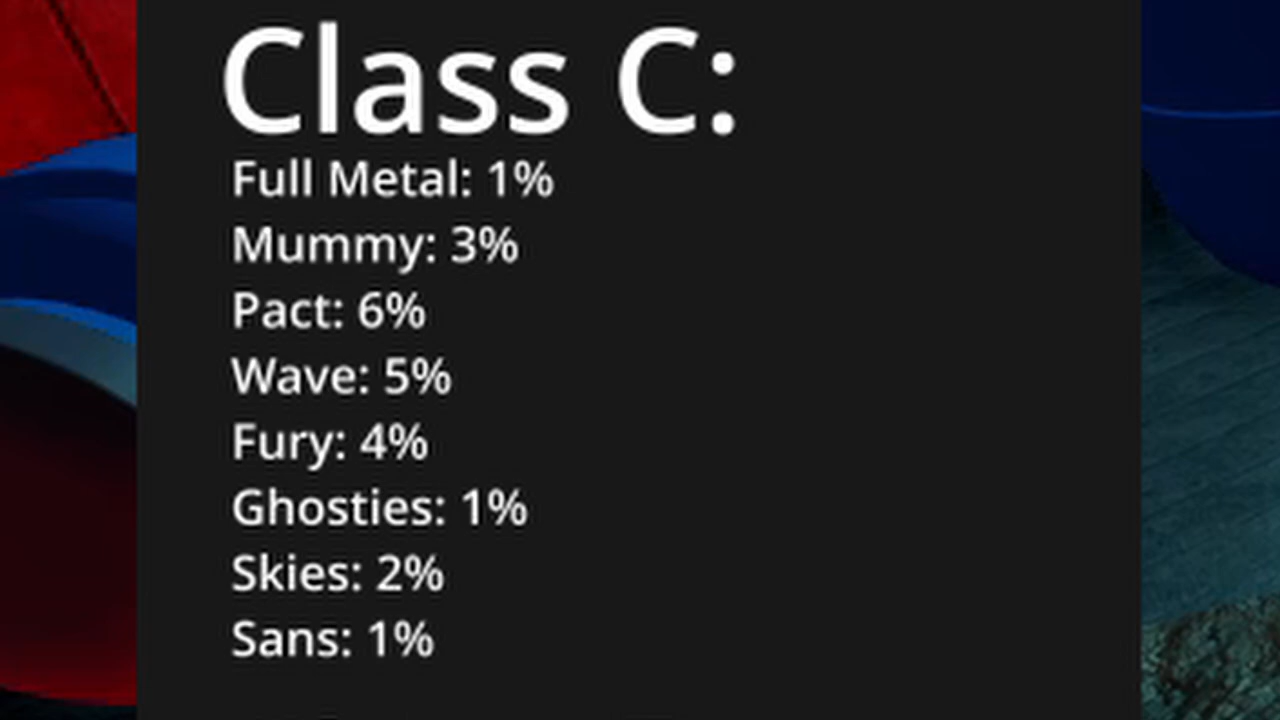 Class C:
Full Metal: 1%
Mummy: 3%
Pact: 6%
Wave: 5%
Fury: 4%
Ghosties: 1%
Skies: 2%
Sans: 1%